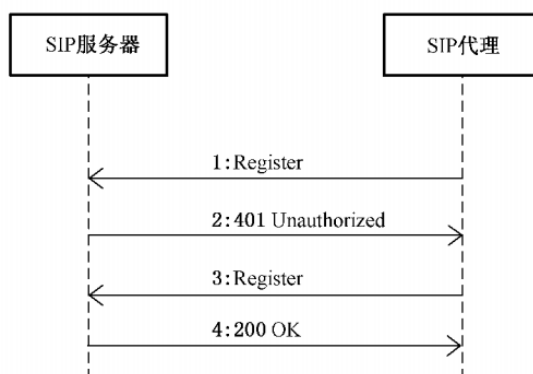 SIP服务器
SIP代理
1:Register
2:401 Unauthorized
3:Register
4:200 OK